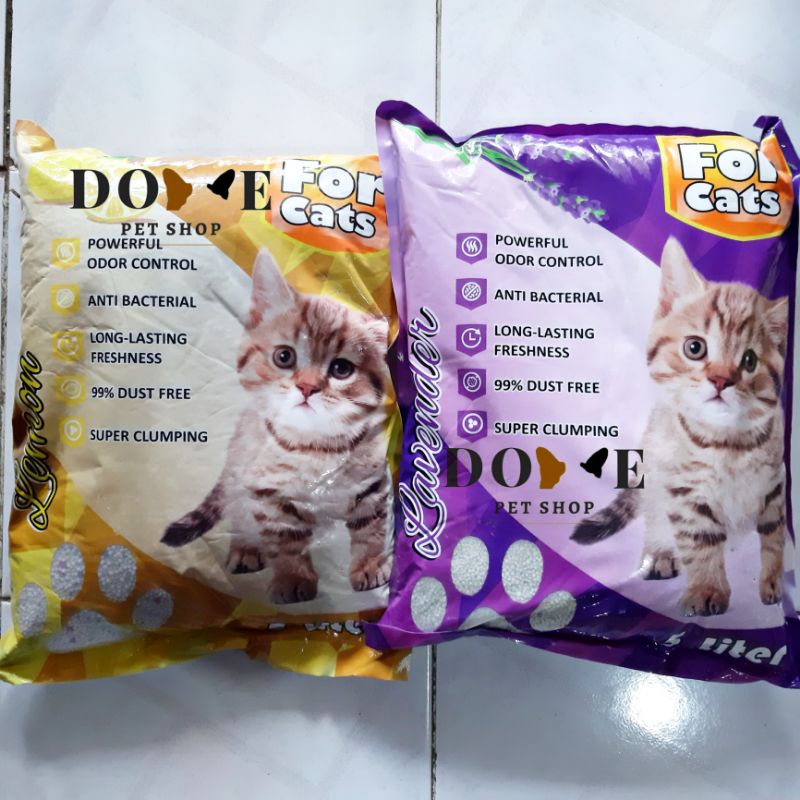 DO E
PET SHOP
For
Cats
POWERFUL
ODOR CONTROL
ANTI BACTERIAL
LONG-LASTING
FRESHNESS
99% DUST FREE
SUPER CLUMPING
Lemon
Liter
For
Cats
POWERFUL
ODOR CONTROL
ANTI BACTERIAL
LONG-LASTING
FRESHNESS
99% DUST FREE
SUPER CLUMPING
DO E
PET SHOP
Lavender
5 Liter